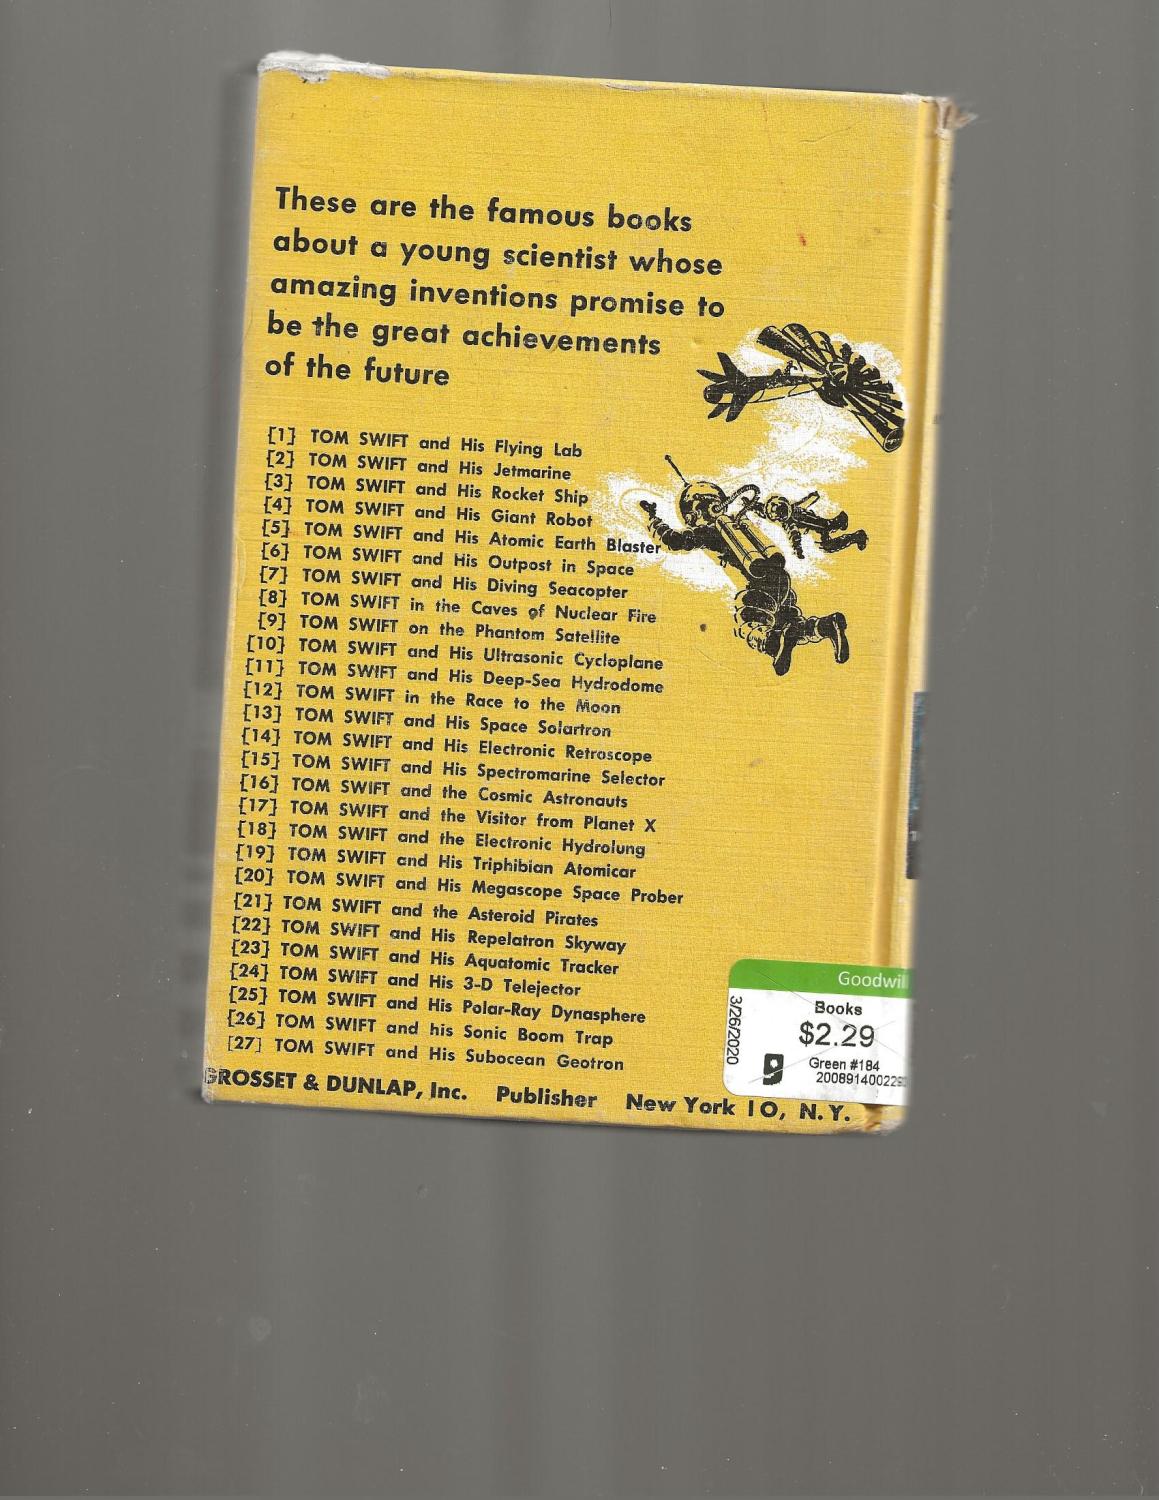 These are the famous books
about a young scientist whose
amazing inventions promise to
be the great achievements
of the future
[1] TOM SWIFT and His Flying Lab
[2] TOM SWIFT and His Jetmarine
[3] TOM SWIFT and His Rocket Ship
[4] TOM SWIFT and His Giant Robot
[5] TOM SWIFT and His Atomic Earth Blaster
[6] TOM SWIFT and His Outpost in Space
[7] TOM SWIFT and His Diving Seacopter
[8] TOM SWIFT in the Caves of Nuclear Fire
[9] TOM SWIFT on the Phantom Satellite
[10] TOM SWIFT and His Ultrasonic Cycloplane
[11] TOM SWIFT and His Deep-Sea Hydrodome
[12] TOM SWIFT in the Race to the Moon
[13] TOM SWIFT and His Space Solartron
[14] TOM SWIFT and His Electronic Retroscope
[15] TOM SWIFT and His Spectromarine Selector
[16] TOM SWIFT and the Cosmic Astronauts
[17] TOM SWIFT and the Visitor from Planet X
[18] TOM SWIFT and the Electronic Hydrolung
[19] TOM SWIFT and His Triphibian Atomicar
[20] TOM SWIFT and His Megascope Space Prober
[21] TOM SWIFT and the Asteroid Pirates
[22] TOM SWIFT and His Repelatron Skyway
[23] TOM SWIFT and His Aquatomic Tracker
[24] TOM SWIFT and His 3-D Telejector
[25] TOM SWIFT and His Polar-Ray Dynasphere
[26] TOM SWIFT and his Sonic Boom Trap
[27] TOM SWIFT and His Subocean Geotron
GROSSET & DUNLAP, Inc. Publisher New York 10, N.Y.
Goodwill
Books
$2.29
Green #184
3/26/2020
9